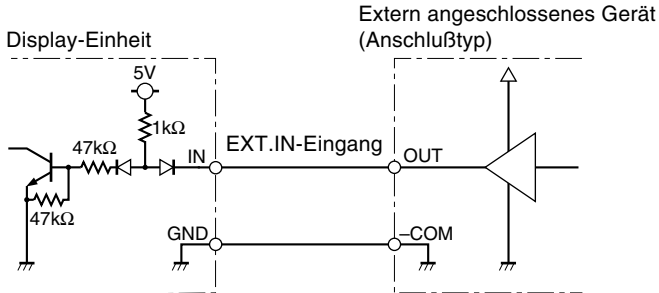 Extern angeschlossenes Gerät
(Anschlußtyp)
Display-Einheit
5V
1kΩ
47kΩ
IN
EXT.IN-Eingang
OUT
47kΩ
GND
–COM